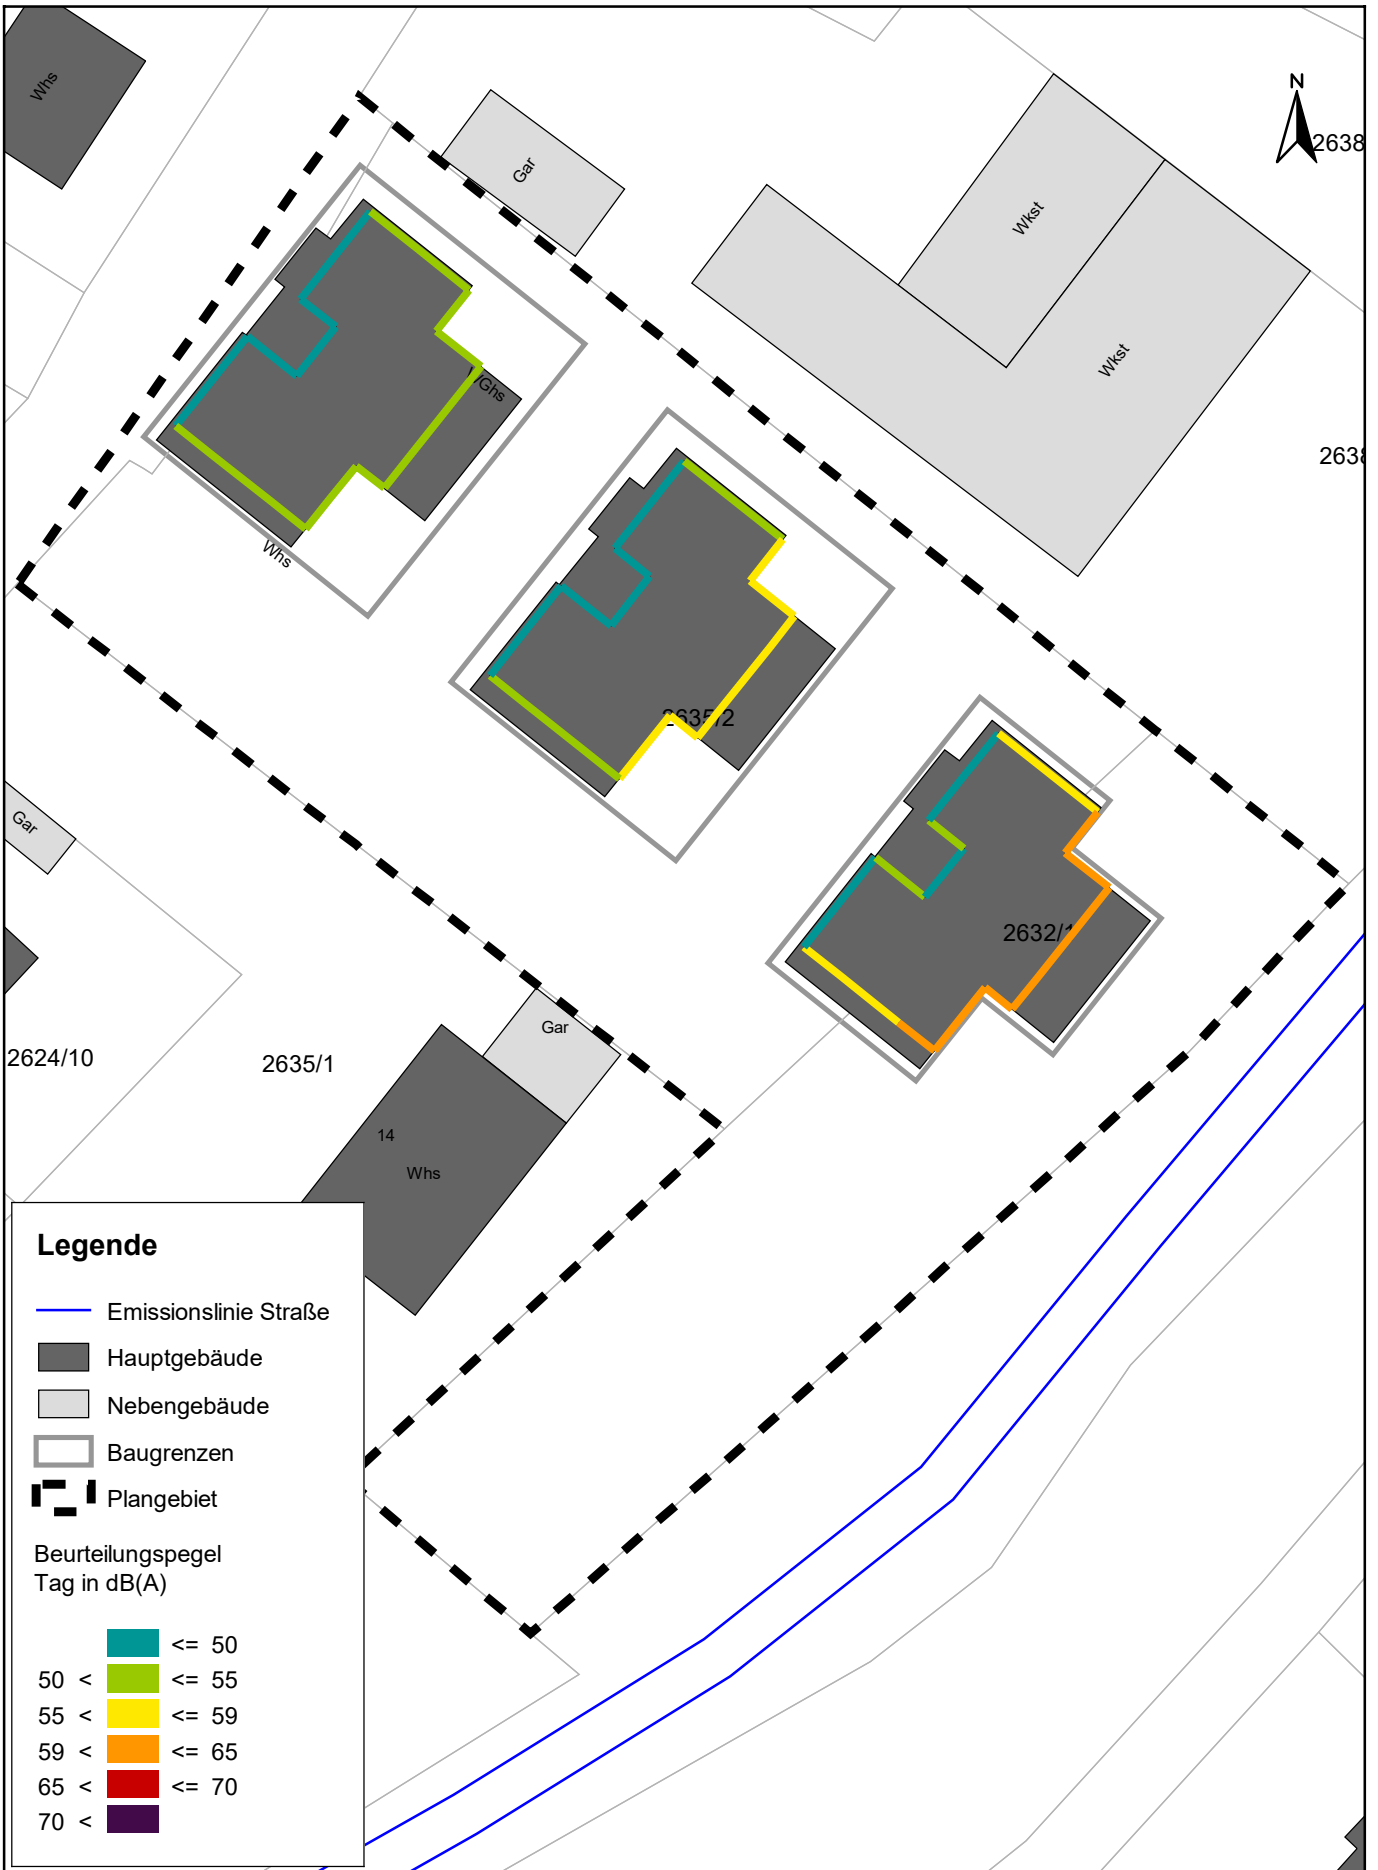 Whs
N
2638
Gar
Wkst
Wkst
WGhs
2638
Whs
2635/2
Gar
2632/1
2624/10
2635/1
Gar
14
Whs
Legende
Emissionslinie Straße
Hauptgebäude
Nebengebäude
Baugrenzen
Plangebiet
Beurteilungspegel
Tag in dB(A)
<= 50
50 < <= 55
55 < <= 59
59 < <= 65
65 < <= 70
70 <